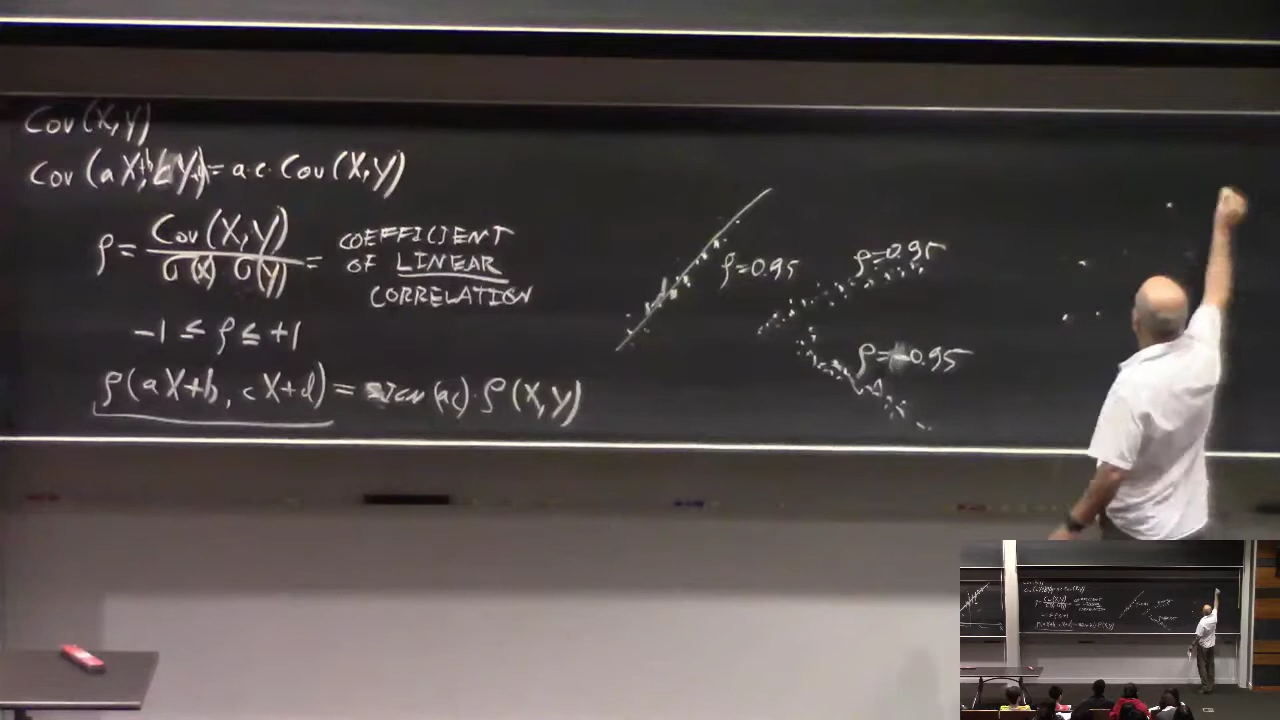 Cov(X,Y)
Cov(aX+b, cY+d) = a·c·Cov(X,Y)
ρ = Cov(X,Y) / σ(X) σ(Y) = COEFFICIENT OF LINEAR CORRELATION
-1 ≤ ρ ≤ +1
ρ(aX+b, cX+d) = SIGN(ac)·ρ(X,Y)
ρ=0.95
ρ=0.95
ρ=-0.95